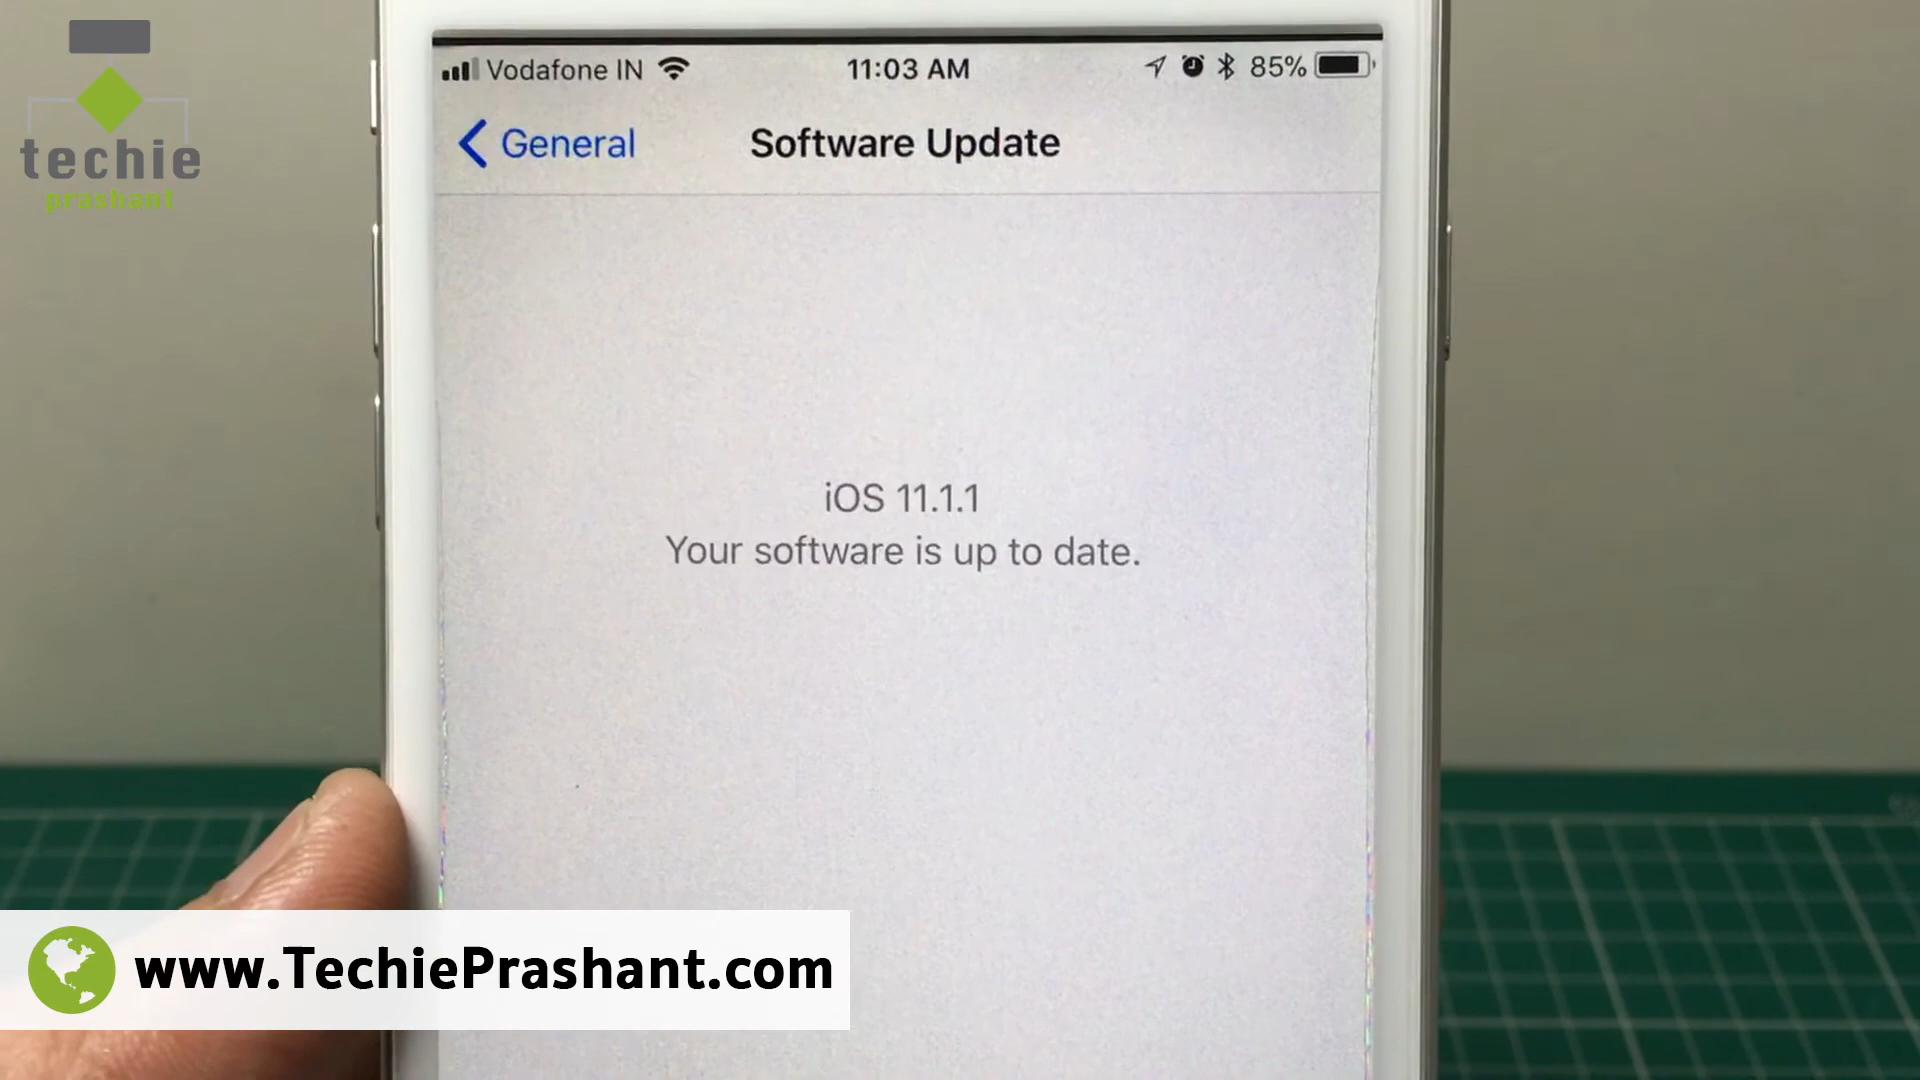 techie
prashant
Vodafone IN
11:03 AM
85%
General
Software Update
iOS 11.1.1
Your software is up to date.
www.TechiePrashant.com